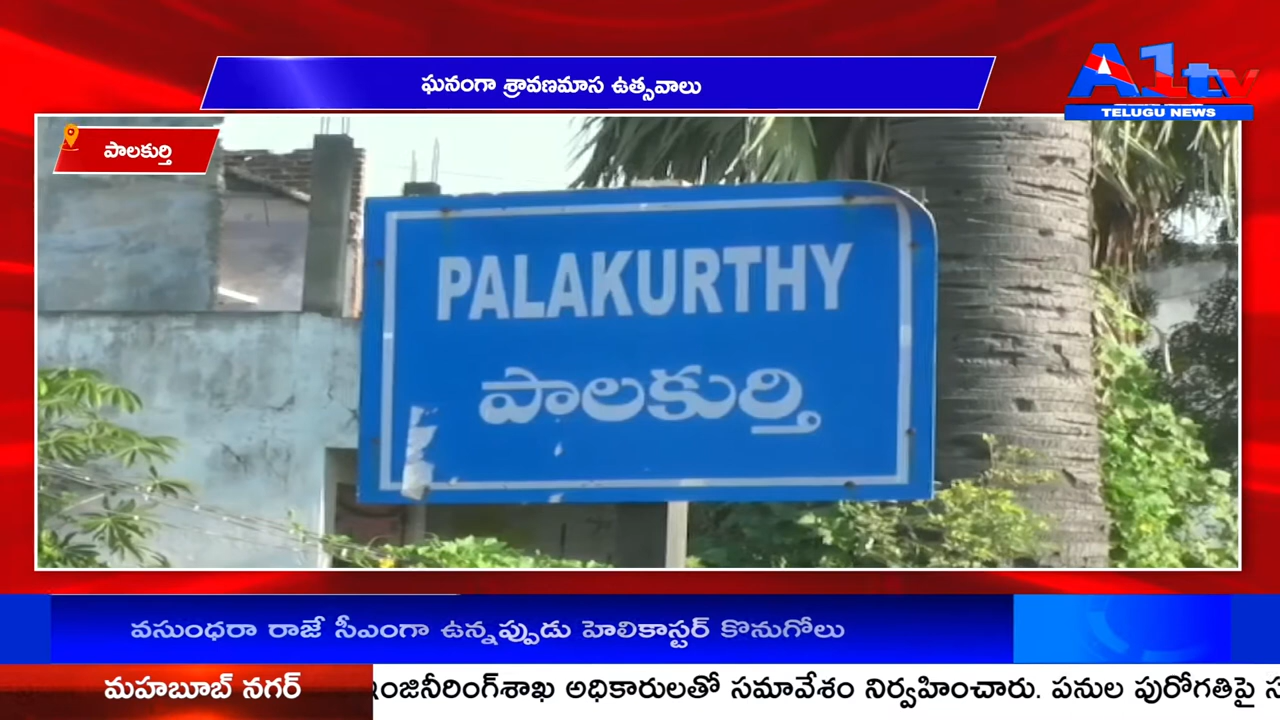 ఘనంగా శ్రావణమాస ఉత్సవాలు
A1tv
TELUGU NEWS
పాలకుర్తి
PALAKURTHY
పాలకుర్తి
వసుంధరా రాజే సీఎంగా ఉన్నప్పుడు హెలికాస్టర్ కొనుగోలు
మహబూబ్ నగర్
ఇంజినీరింగ్‌శాఖ అధికారులతో సమావేశం నిర్వహించారు. పనుల పురోగతిపై